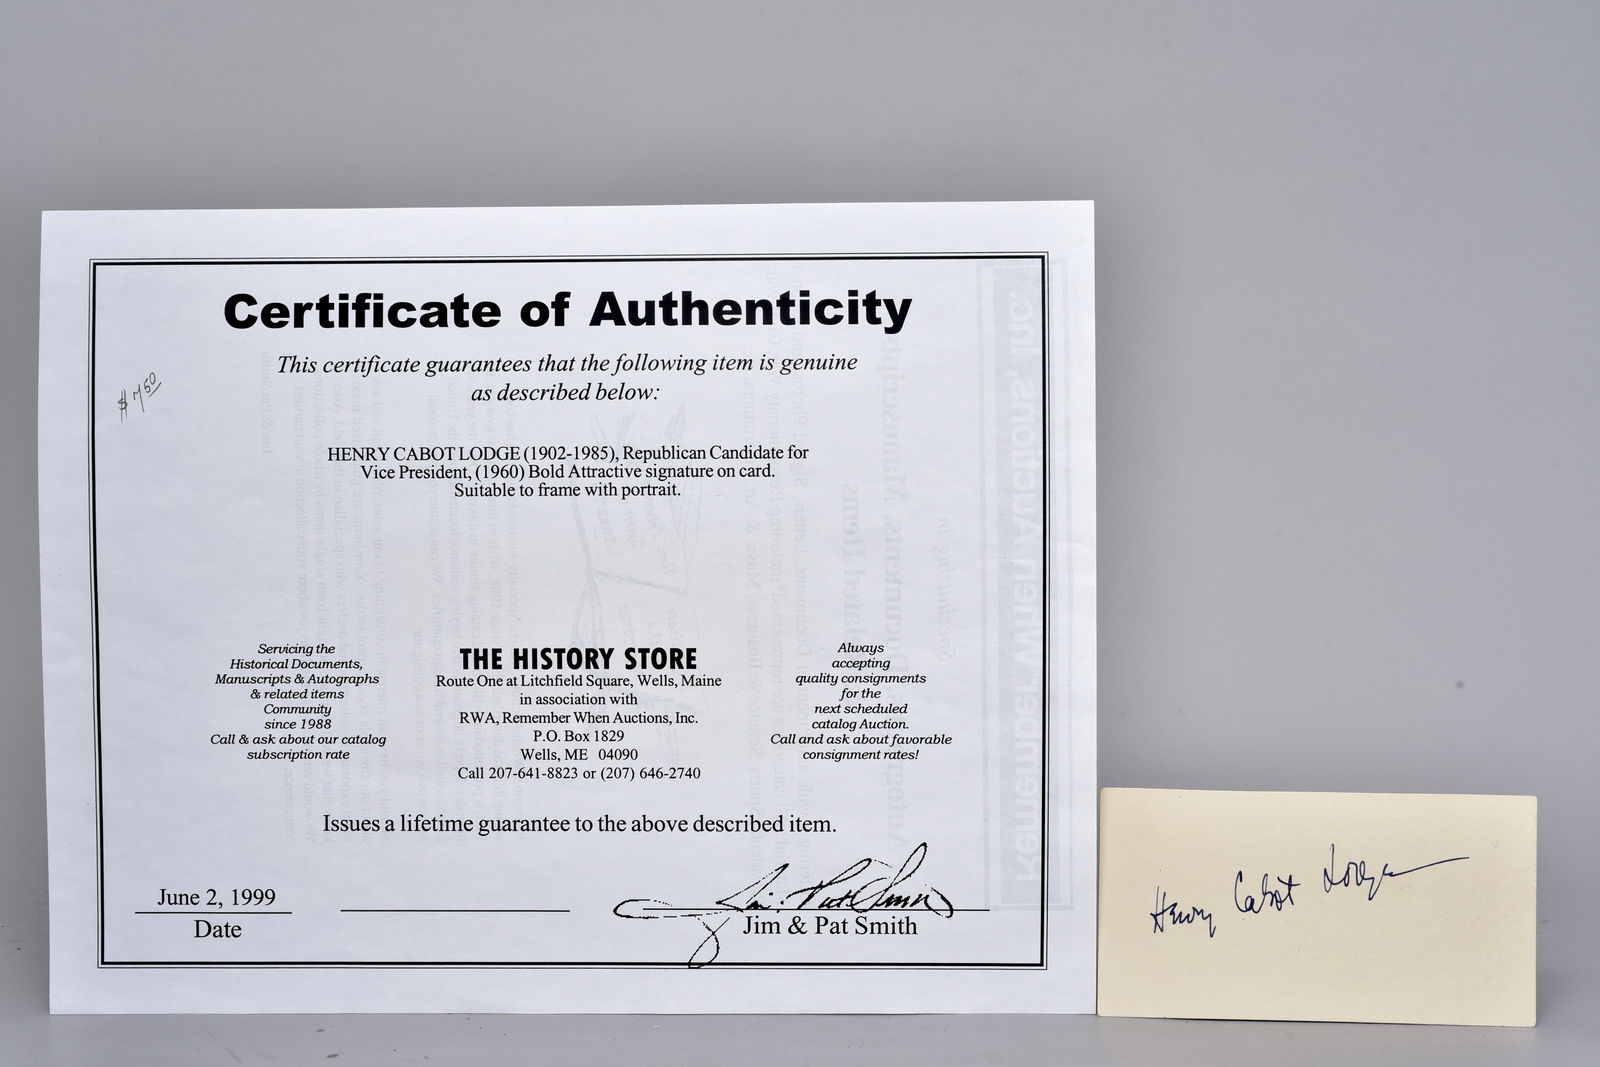 Certificate of Authenticity
This certificate guarantees that the following item is genuine
as described below:
HENRY CABOT LODGE (1902-1985), Republican Candidate for
Vice President, (1960) Bold Attractive signature on card.
Suitable to frame with portrait.
Servicing the
Historical Documents,
Manuscripts & Autographs
& related items
Community
since 1988
Call & ask about our catalog
subscription rate
THE HISTORY STORE
Route One at Litchfield Square, Wells, Maine
in association with
RWA, Remember When Auctions, Inc.
P.O. Box 1829
Wells, ME 04090
Call 207-641-8823 or (207) 646-2740
Always
accepting
quality consignments
for the
next scheduled
catalog Auction.
Call and ask about favorable
consignment rates!
Issues a lifetime guarantee to the above described item.
June 2, 1999
Date
Jim & Pat Smith
Jim & Pat Smith
Henry Cabot Lodge